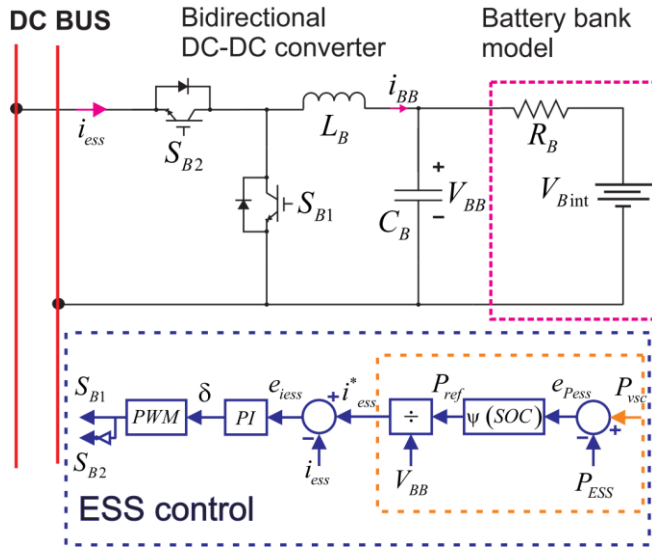 DC BUS
Bidirectional
DC-DC converter
Battery bank
model
i_ess
S_B2
L_B
i_BB
R_B
S_B1
C_B
+
V_BB
−
V_Bint
S_B1
S_B2
PWM
δ
PI
e_iess
+
−
i_ess
i*_ess
÷
V_BB
P_ref
ψ (SOC)
e_Pess
P_vsc
+
−
P_ESS
ESS control